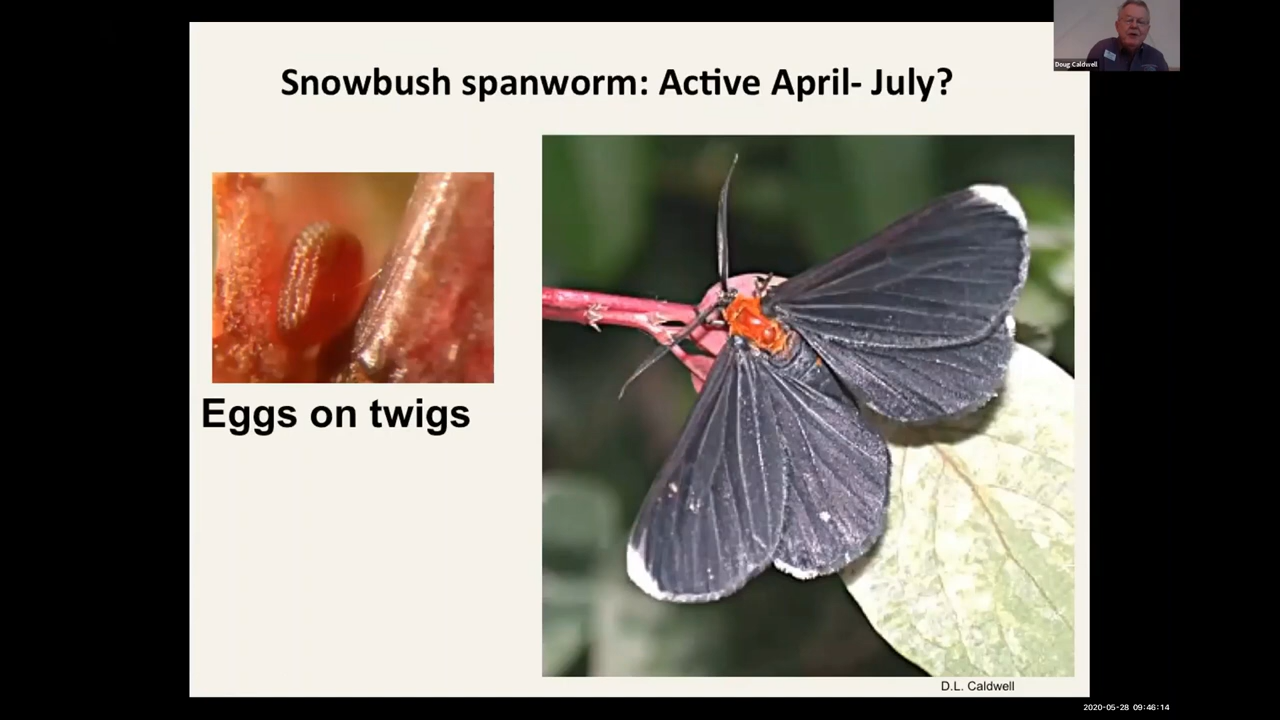 Snowbush spanworm: Active April- July?
Doug Caldwell
Eggs on twigs
D.L. Caldwell
2020-05-28 09:46:14